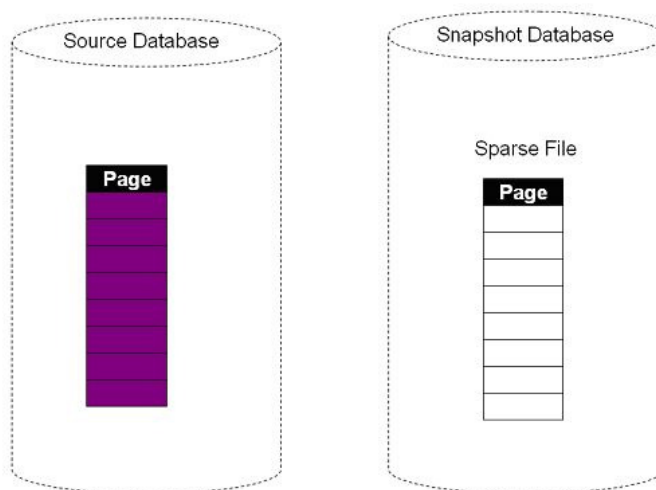 Source Database
Snapshot Database
Sparse File
Page
Page